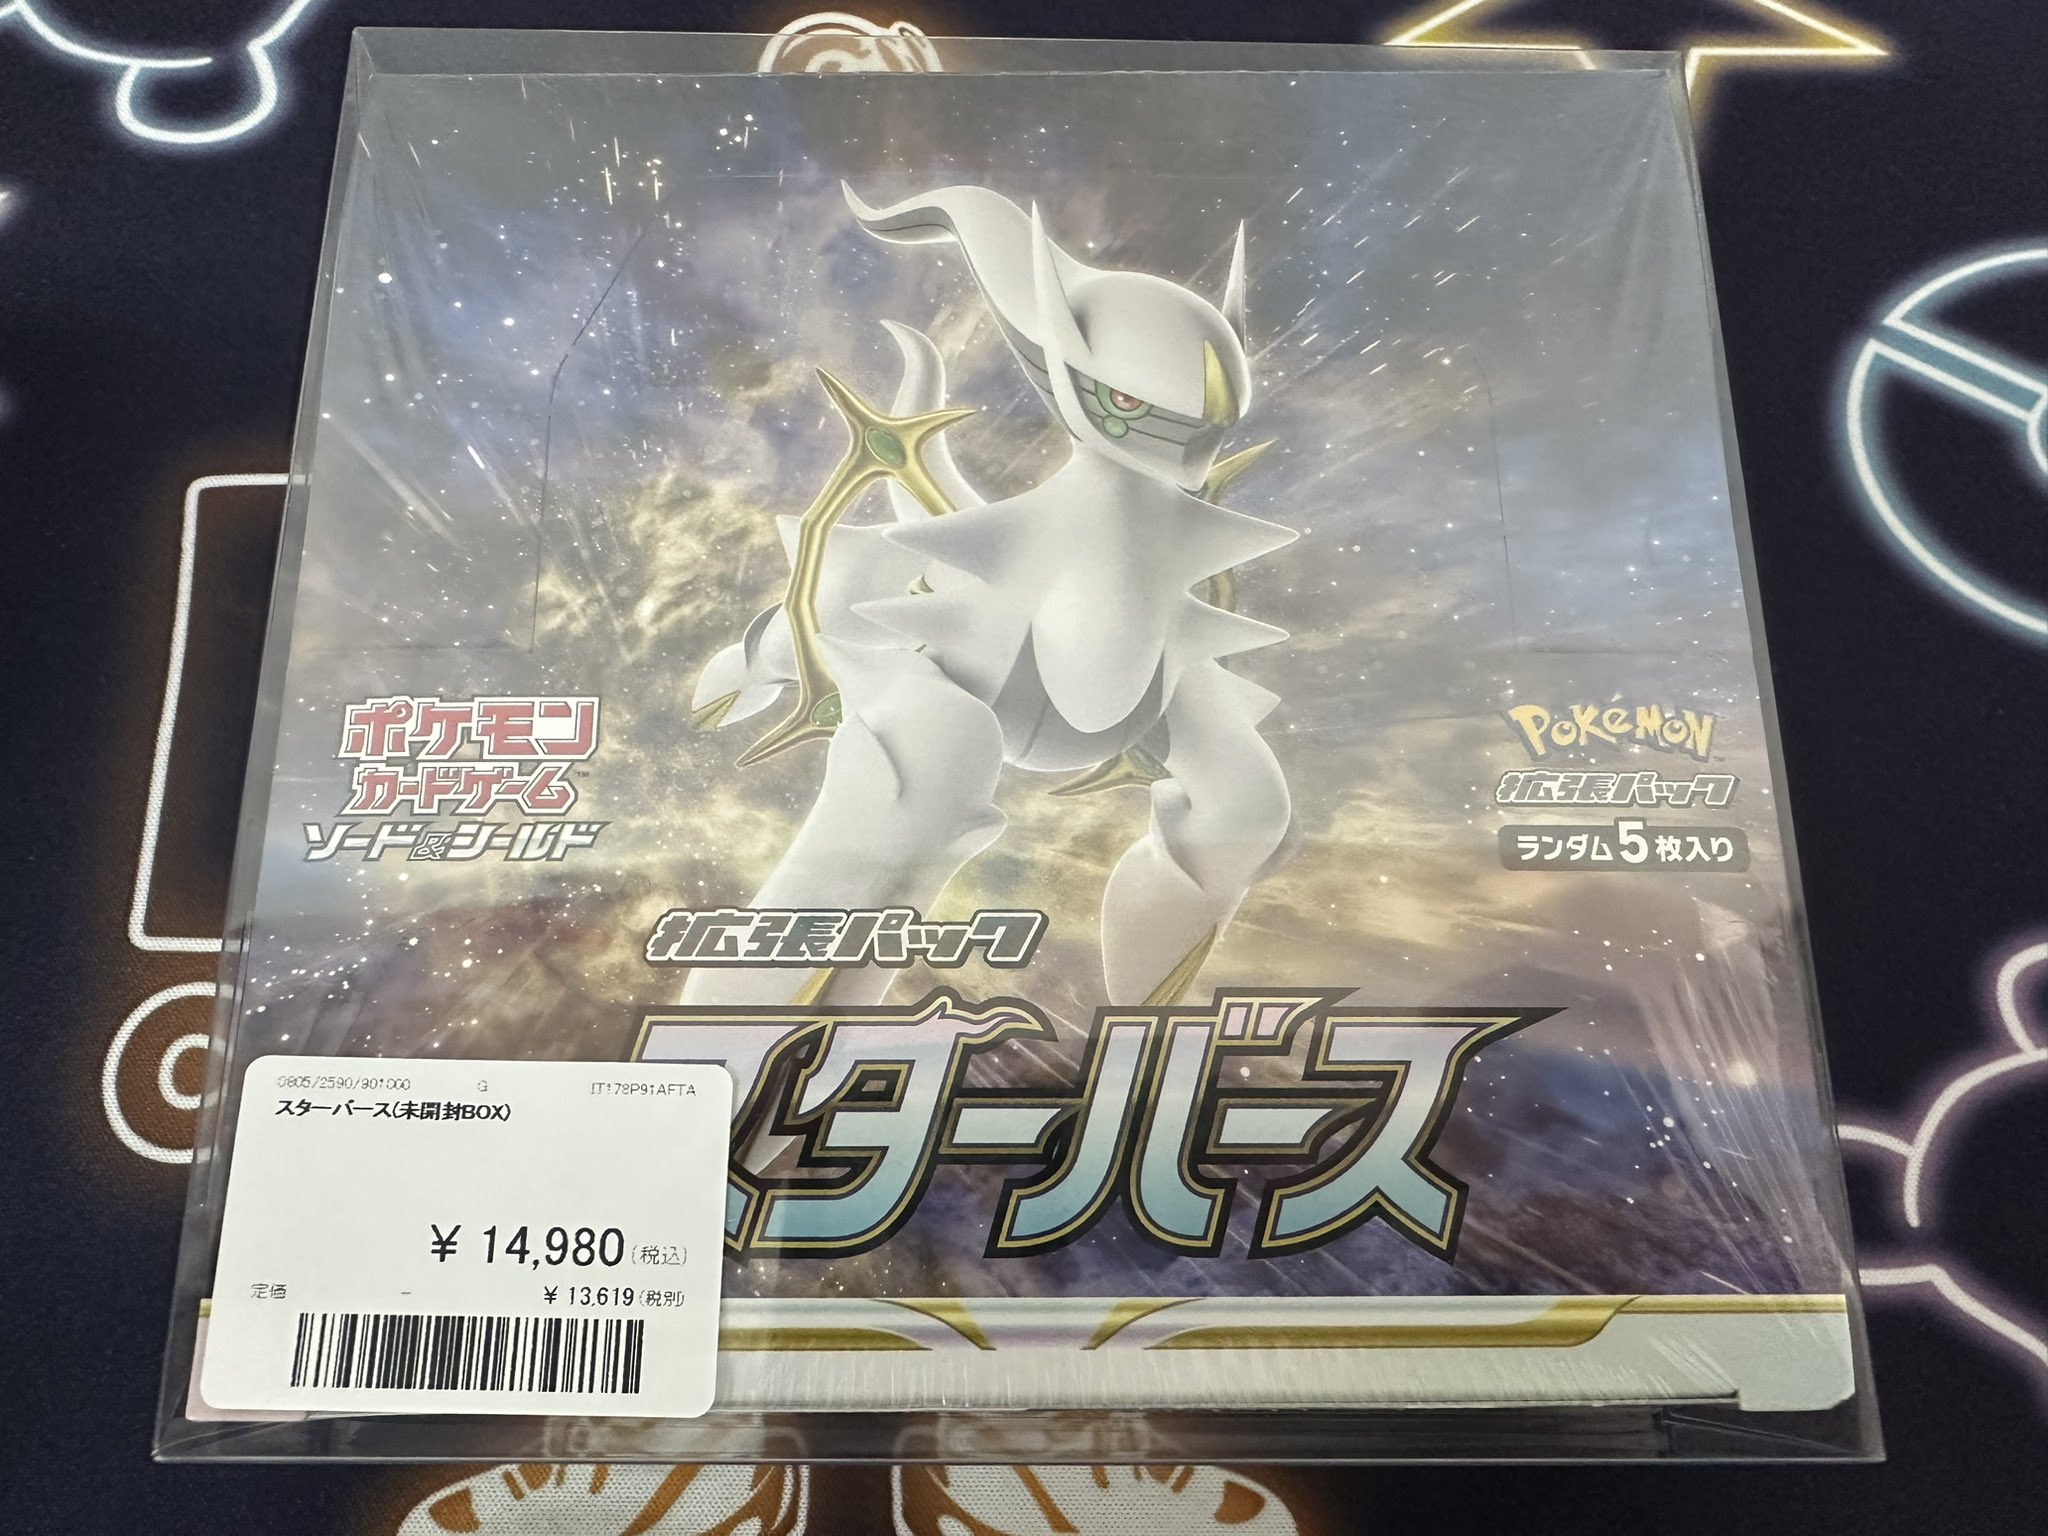 ポケモン
カードゲーム
ソード&シールド
Pokémon
拡張パック
ランダム5枚入り
拡張パック
スターバース
0805/2590/901000 G IT178P91AFTA
スターバース(未開封BOX)
¥ 14,980(税込)
定価 - ¥ 13,619(税別)